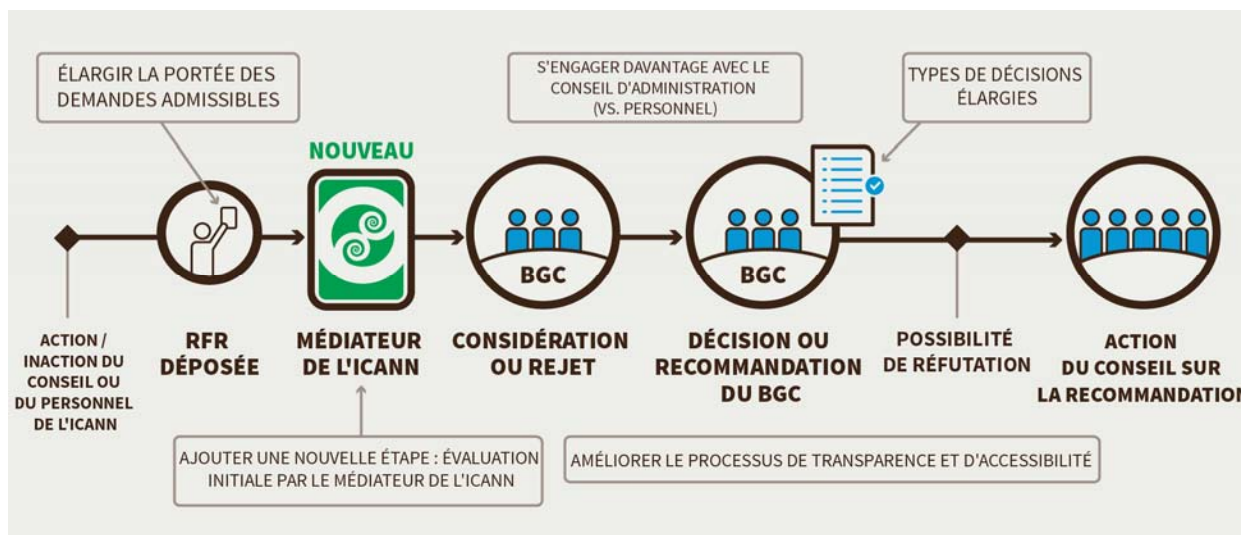 ÉLARGIR LA PORTÉE DES
DEMANDES ADMISSIBLES
S'ENGAGER DAVANTAGE AVEC LE
CONSEIL D'ADMINISTRATION
(VS. PERSONNEL)
TYPES DE DÉCISIONS
ÉLARGIES
NOUVEAU
BGC
BGC
ACTION /
INACTION DU
CONSEIL OU
DU PERSONNEL
DE L'ICANN
RFR
DÉPOSÉE
MÉDIATEUR
DE L'ICANN
CONSIDÉRATION
OU REJET
DÉCISION OU
RECOMMANDATION
DU BGC
POSSIBILITÉ
DE RÉFUTATION
ACTION
DU CONSEIL SUR
LA RECOMMANDATION
AJOUTER UNE NOUVELLE ÉTAPE : ÉVALUATION
INITIALE PAR LE MÉDIATEUR DE L'ICANN
AMÉLIORER LE PROCESSUS DE TRANSPARENCE ET D'ACCESSIBILITÉ